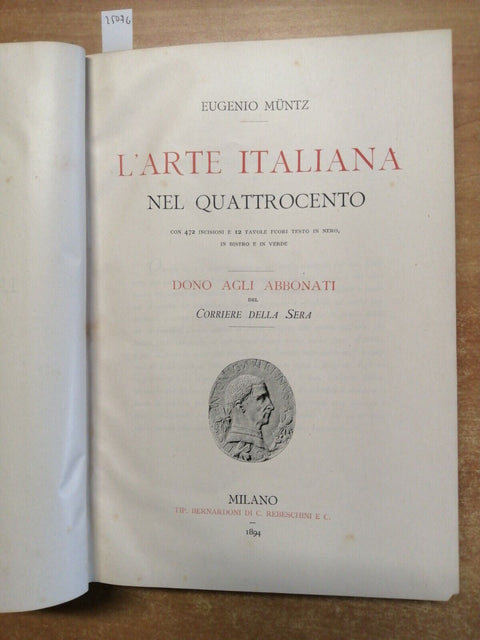 25036
EUGENIO MÜNTZ
L'ARTE ITALIANA
NEL QUATTROCENTO
CON 472 INCISIONI E 12 TAVOLE FUORI TESTO IN NERO,
IN BISTRO E IN VERDE
DONO AGLI ABBONATI
DEL
CORRIERE DELLA SERA
MILANO
TIP. BERNARDONI DI C. REBESCHINI E C.
1894